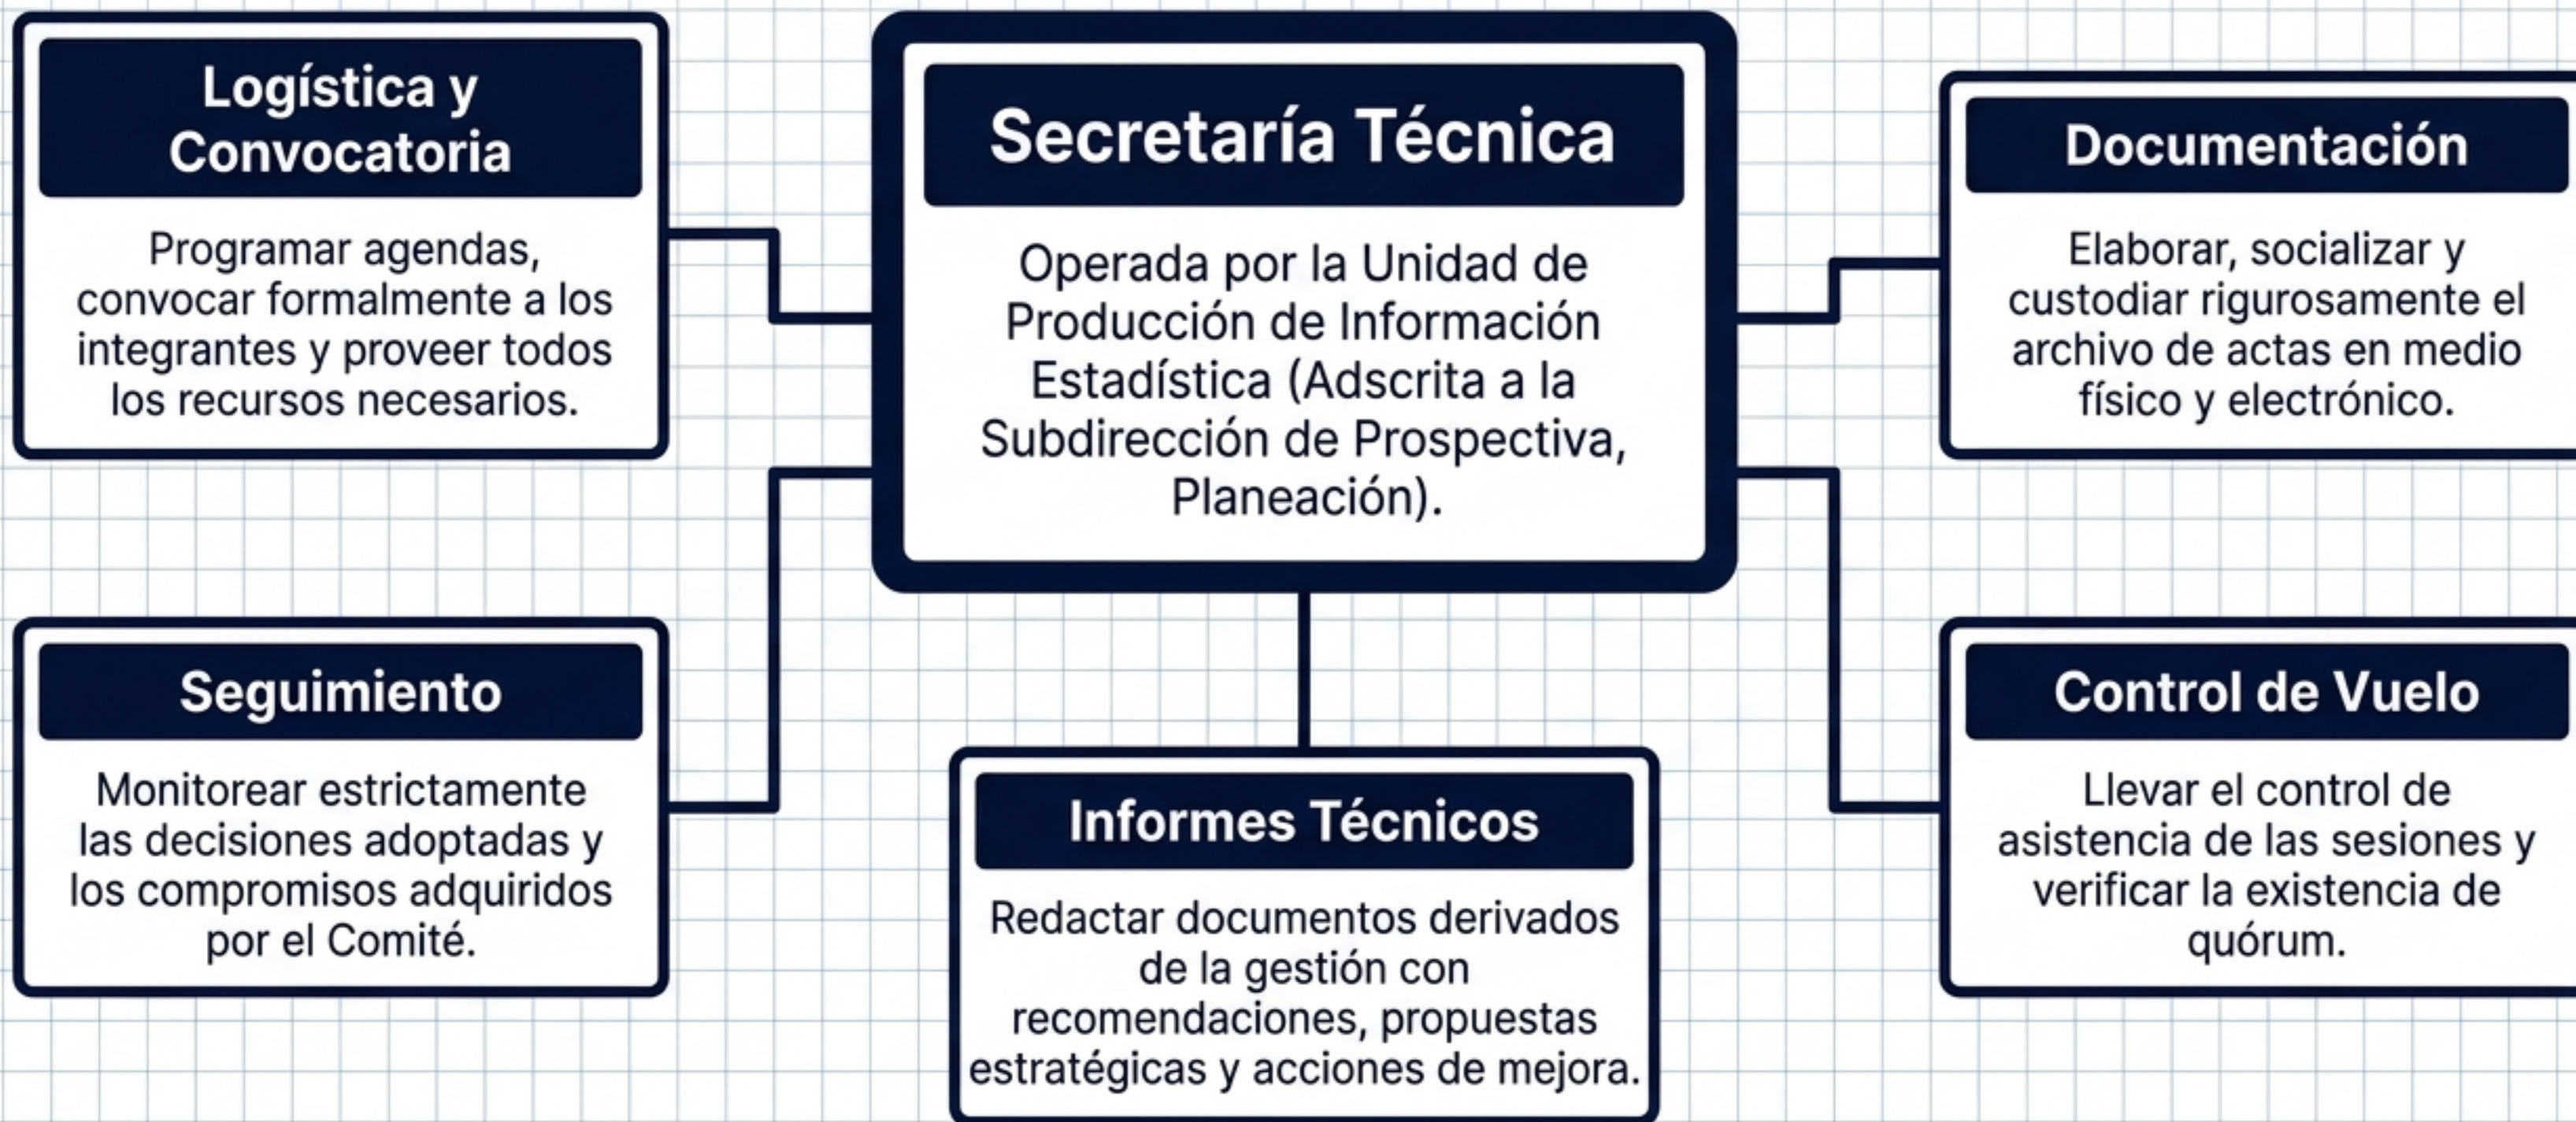 Logística y
Convocatoria
Programar agendas,
convocar formalmente a los
integrantes y proveer todos
los recursos necesarios.
Secretaría Técnica
Operada por la Unidad de
Producción de Información
Estadística (Adscrita a la
Subdirección de Prospectiva,
Planeación).
Documentación
Elaborar, socializar y
custodiar rigurosamente el
archivo de actas en medio
físico y electrónico.
Seguimiento
Monitorear estrictamente
las decisiones adoptadas y
los compromisos adquiridos
por el Comité.
Informes Técnicos
Redactar documentos derivados
de la gestión con
recomendaciones, propuestas
estratégicas y acciones de mejora.
Control de Vuelo
Llevar el control de
asistencia de las sesiones y
verificar la existencia de
quórum.